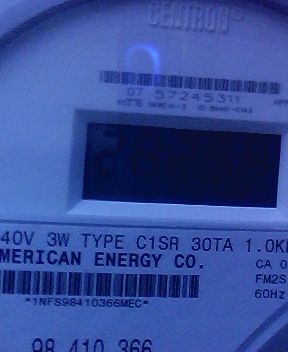 CENTRON®
07 57245311
40V 3W TYPE C1SR 30TA 1.0K
MERICAN ENERGY CO.
CA 0
FM2S
60Hz
*1NFS98410366MEC*
98 410 366